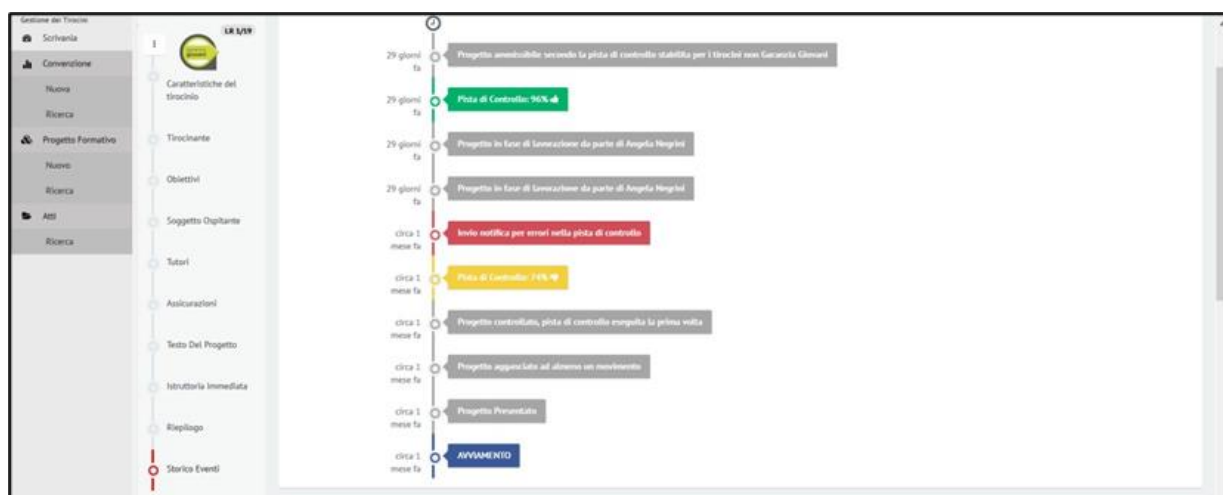 Gestione dei Tirocini
Scrivania
Convenzione
Nuova
Ricerca
Progetto Formativo
Nuovo
Ricerca
Atti
Ricerca
1
LR 1/19
Caratteristiche del
tirocinio
Tirocinante
Obiettivi
Soggetto Ospitante
Tutori
Assicurazioni
Testo Del Progetto
Istruttoria Immediata
Riepilogo
Storico Eventi
29 giorni
fa
Progetto ammissibile secondo la pista di controllo stabilita per i tirocini non Garanzia Giovani
29 giorni
fa
Pista di Controllo: 96%
29 giorni
fa
Progetto in fase di lavorazione da parte di Angela Negrini
29 giorni
fa
Progetto in fase di lavorazione da parte di Angela Negrini
circa 1
mese fa
Invio notifica per errori nella pista di controllo
circa 1
mese fa
Pista di Controllo: 74%
circa 1
mese fa
Progetto controllato, pista di controllo eseguita la prima volta
circa 1
mese fa
Progetto agganciato ad almeno un movimento
circa 1
mese fa
Progetto Presentato
circa 1
mese fa
AVVIAMENTO